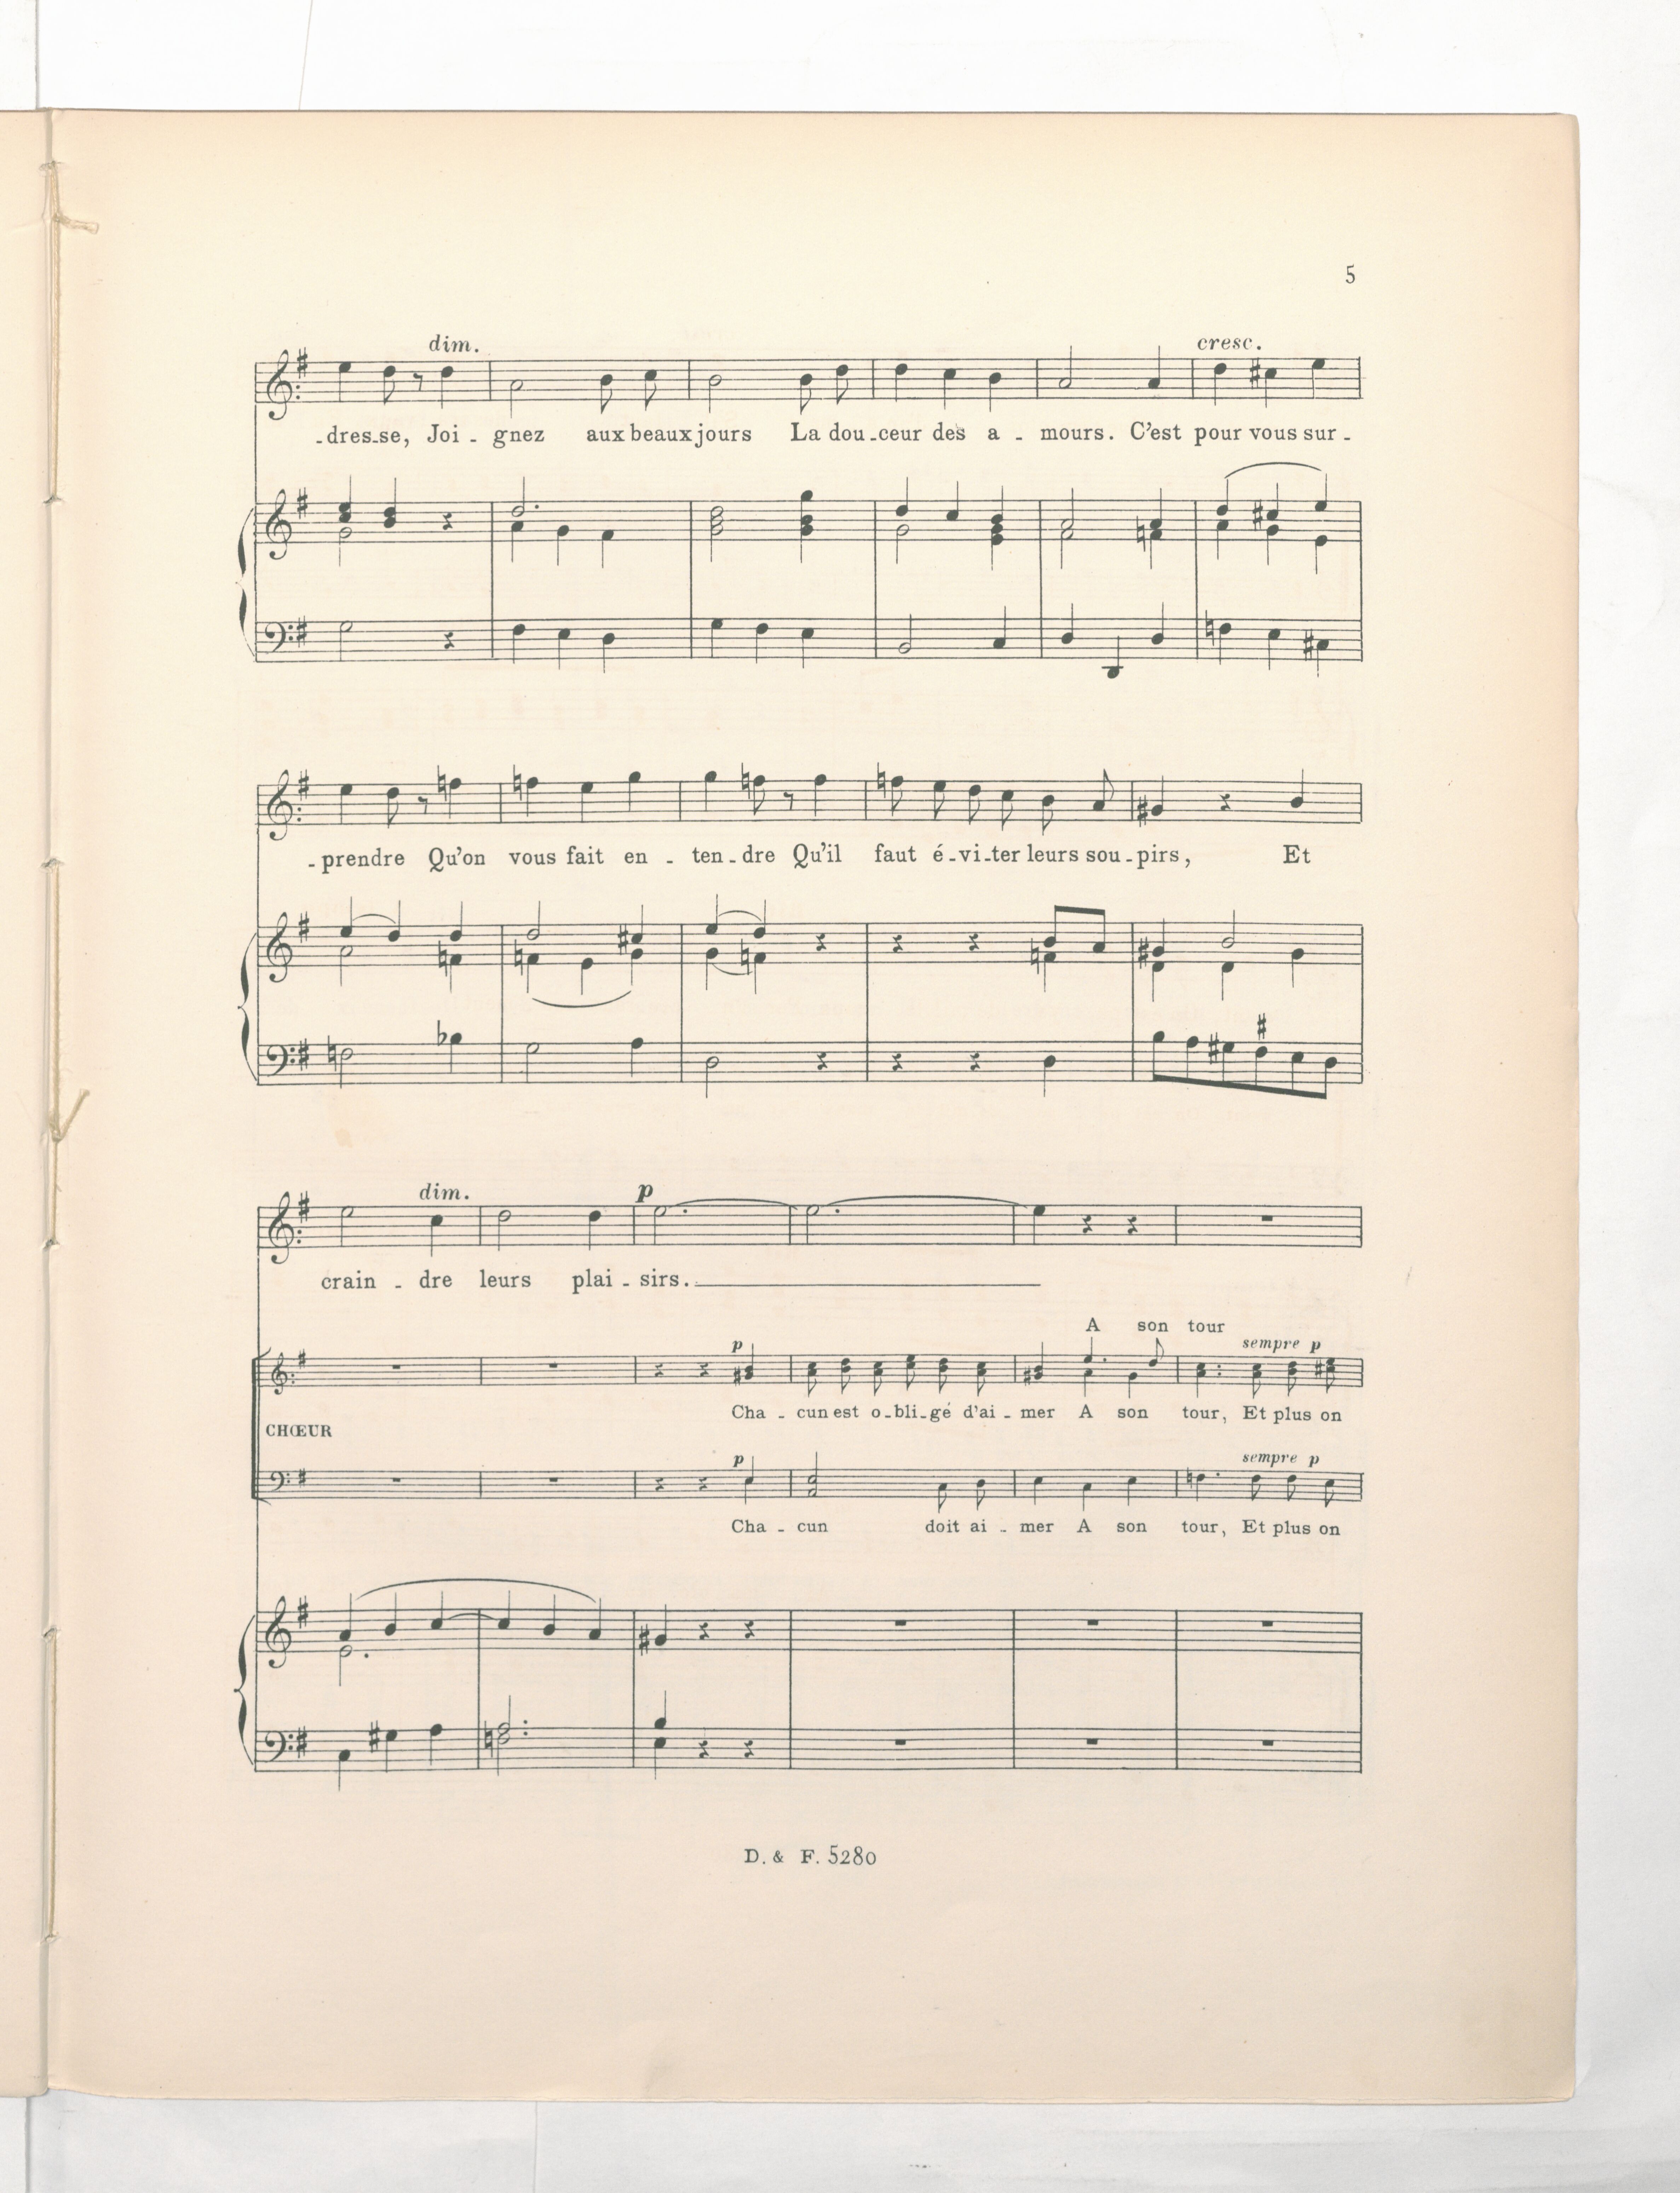 5
dim.
cresc.
-dres-se, Joi - gnez aux beaux jours La dou-ceur des a - mours. C'est pour vous sur-
-prendre Qu'on vous fait en - ten-dre Qu'il faut é-vi-ter leurs sou-pirs, Et
dim.
p
crain - dre leurs plai - sirs.
A son tour
p
sempre p
Cha - cun est o-bli-gé d'ai - mer A son tour, Et plus on
CHŒUR
p
sempre p
Cha - cun doit ai - mer A son tour, Et plus on
D. & F. 5280